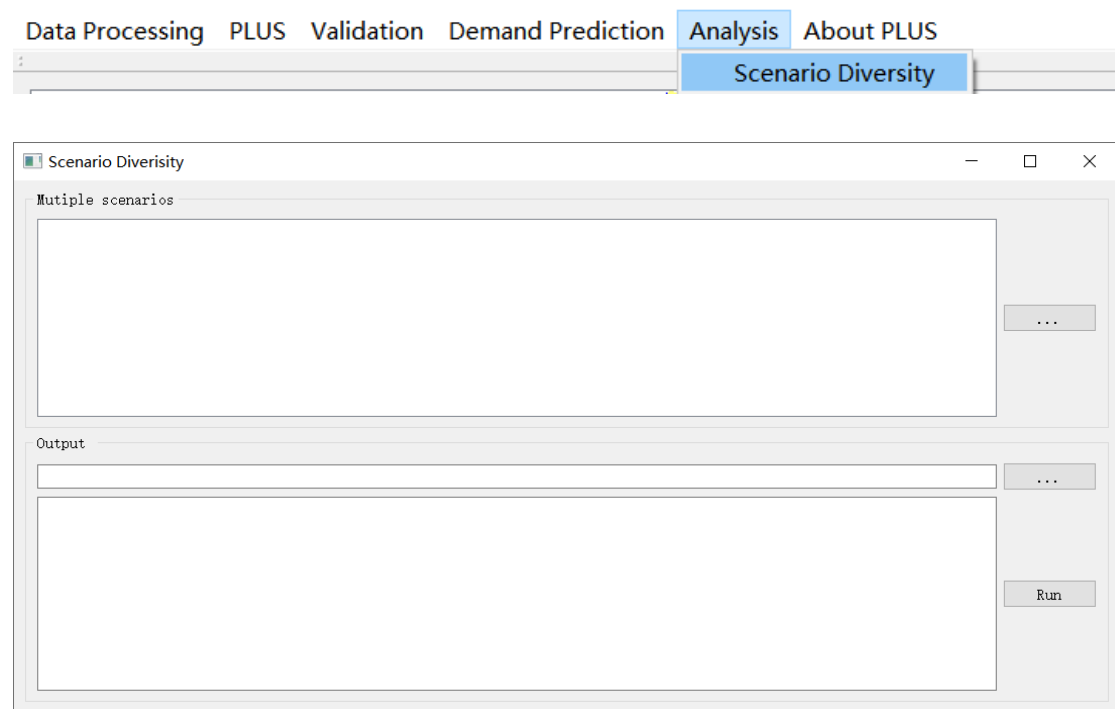 Data Processing PLUS Validation Demand Prediction Analysis About PLUS
Scenario Diversity
Scenario Diverisity
Mutiple scenarios
...
Output
...
Run